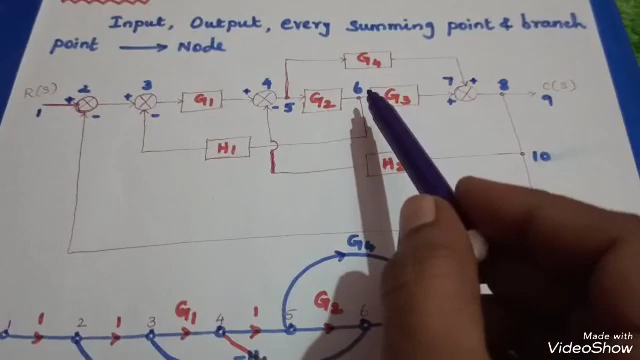 Input, Output, every summing point & branch
point → Node
G4
R(S) 2 3 4 6 7 8 C(S)
+ + + + +
1 G1 5 G2 G3 9
- - - +
H1 H2 10
G4
G1 G2
1 1 2 1 3 4 1 5 6
Made with
VideoShow